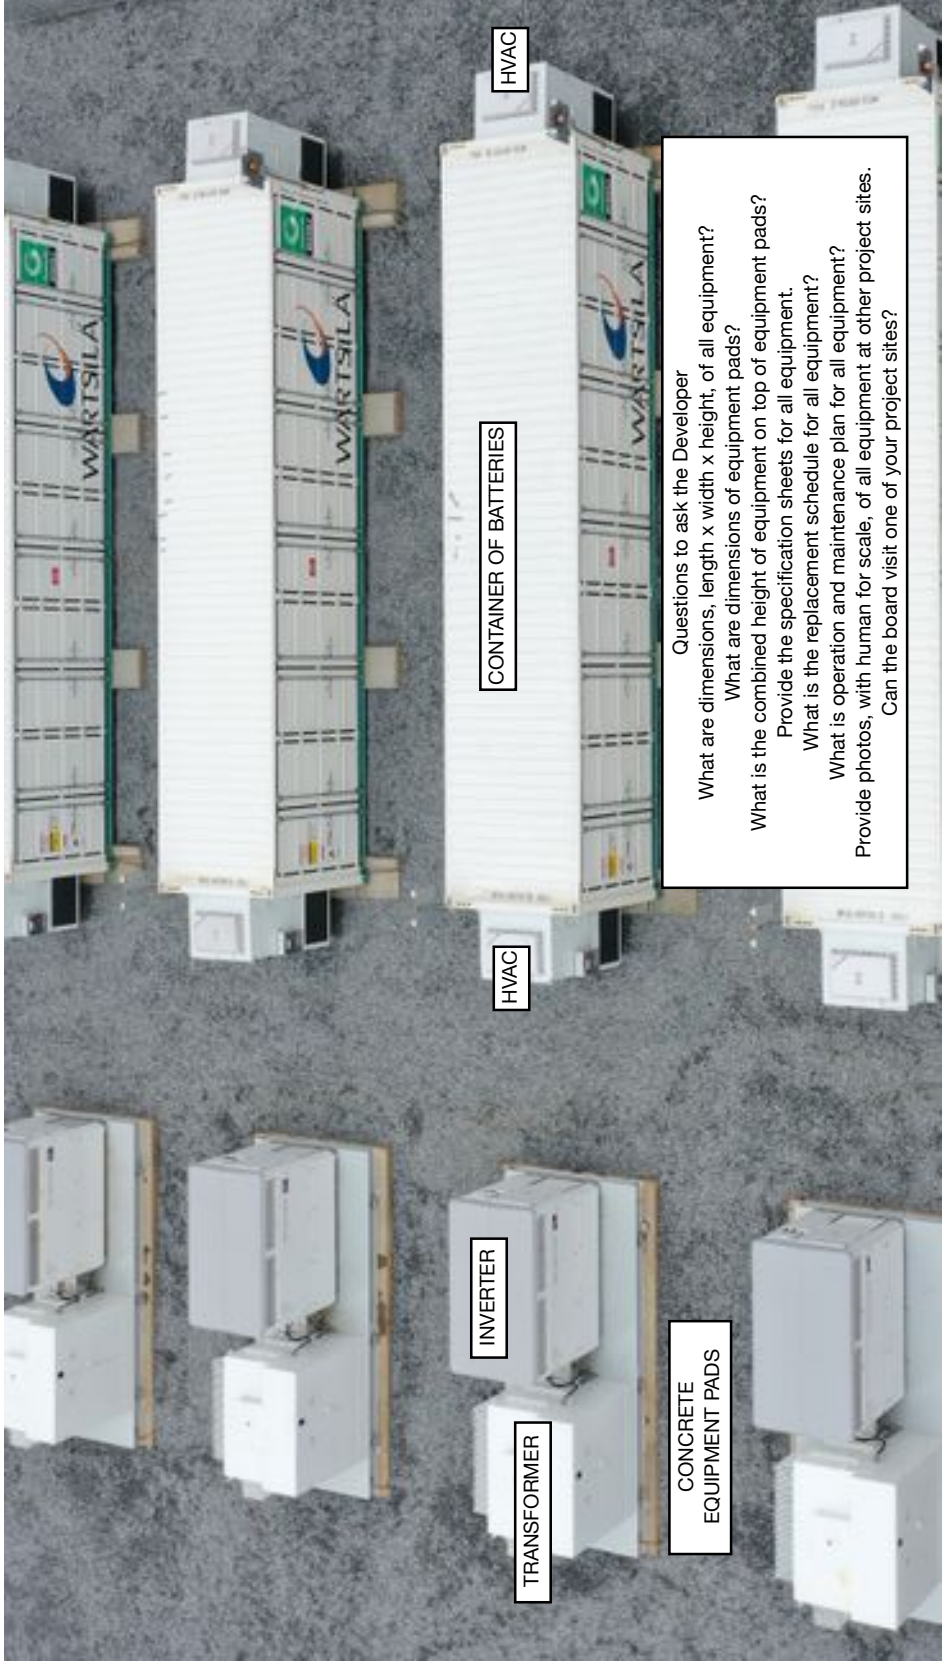 HVAC
CONTAINER OF BATTERIES
HVAC
INVERTER
TRANSFORMER
CONCRETE
EQUIPMENT PADS
Questions to ask the Developer
What are dimensions, length x width x height, of all equipment?
What are dimensions of equipment pads?
What is the combined height of equipment on top of equipment pads?
Provide the specification sheets for all equipment.
What is the replacement schedule for all equipment?
What is operation and maintenance plan for all equipment?
Provide photos, with human for scale, of all equipment at other project sites.
Can the board visit one of your project sites?
WÄRTSILÄ
WÄRTSILÄ
WÄRTSILÄ